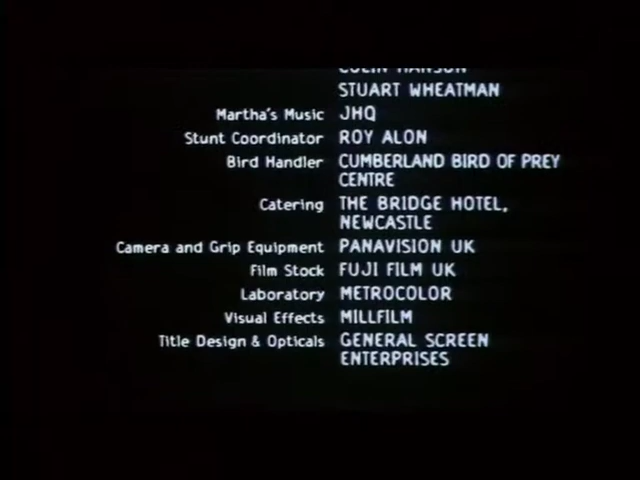 COLIN HANSON
STUART WHEATMAN
Martha's Music JHQ
Stunt Coordinator ROY ALON
Bird Handler CUMBERLAND BIRD OF PREY
CENTRE
Catering THE BRIDGE HOTEL,
NEWCASTLE
Camera and Grip Equipment PANAVISION UK
Film Stock FUJI FILM UK
Laboratory METROCOLOR
Visual Effects MILLFILM
Title Design & Opticals GENERAL SCREEN
ENTERPRISES